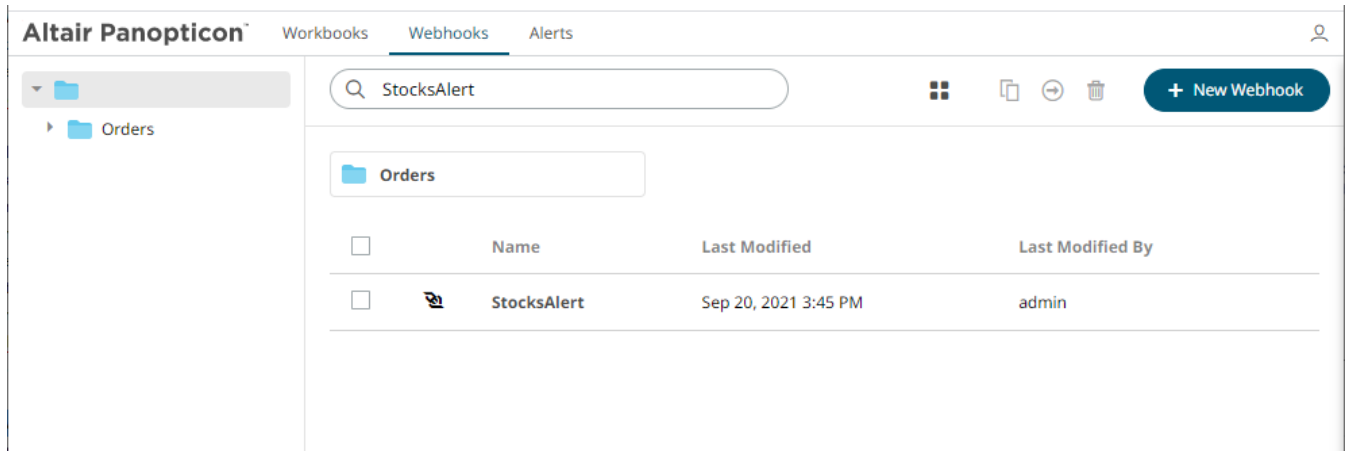 Altair Panopticon™ Workbooks Webhooks Alerts
StocksAlert + New Webhook
Orders
Orders
Name Last Modified Last Modified By
StocksAlert Sep 20, 2021 3:45 PM admin